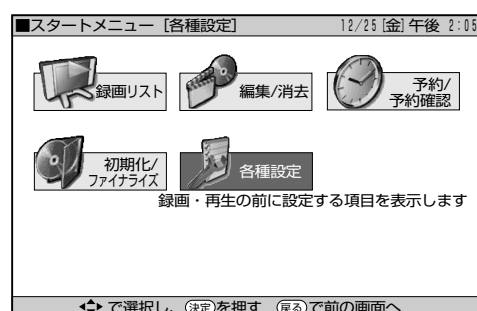 ■スタートメニュー [各種設定] 12/25[金]午後 2:05
録画リスト 編集/消去 予約/
予約確認
初期化/
ファイナライズ 各種設定
録画・再生の前に設定する項目を表示します
で選択し、(決定)を押す (戻る)で前の画面へ